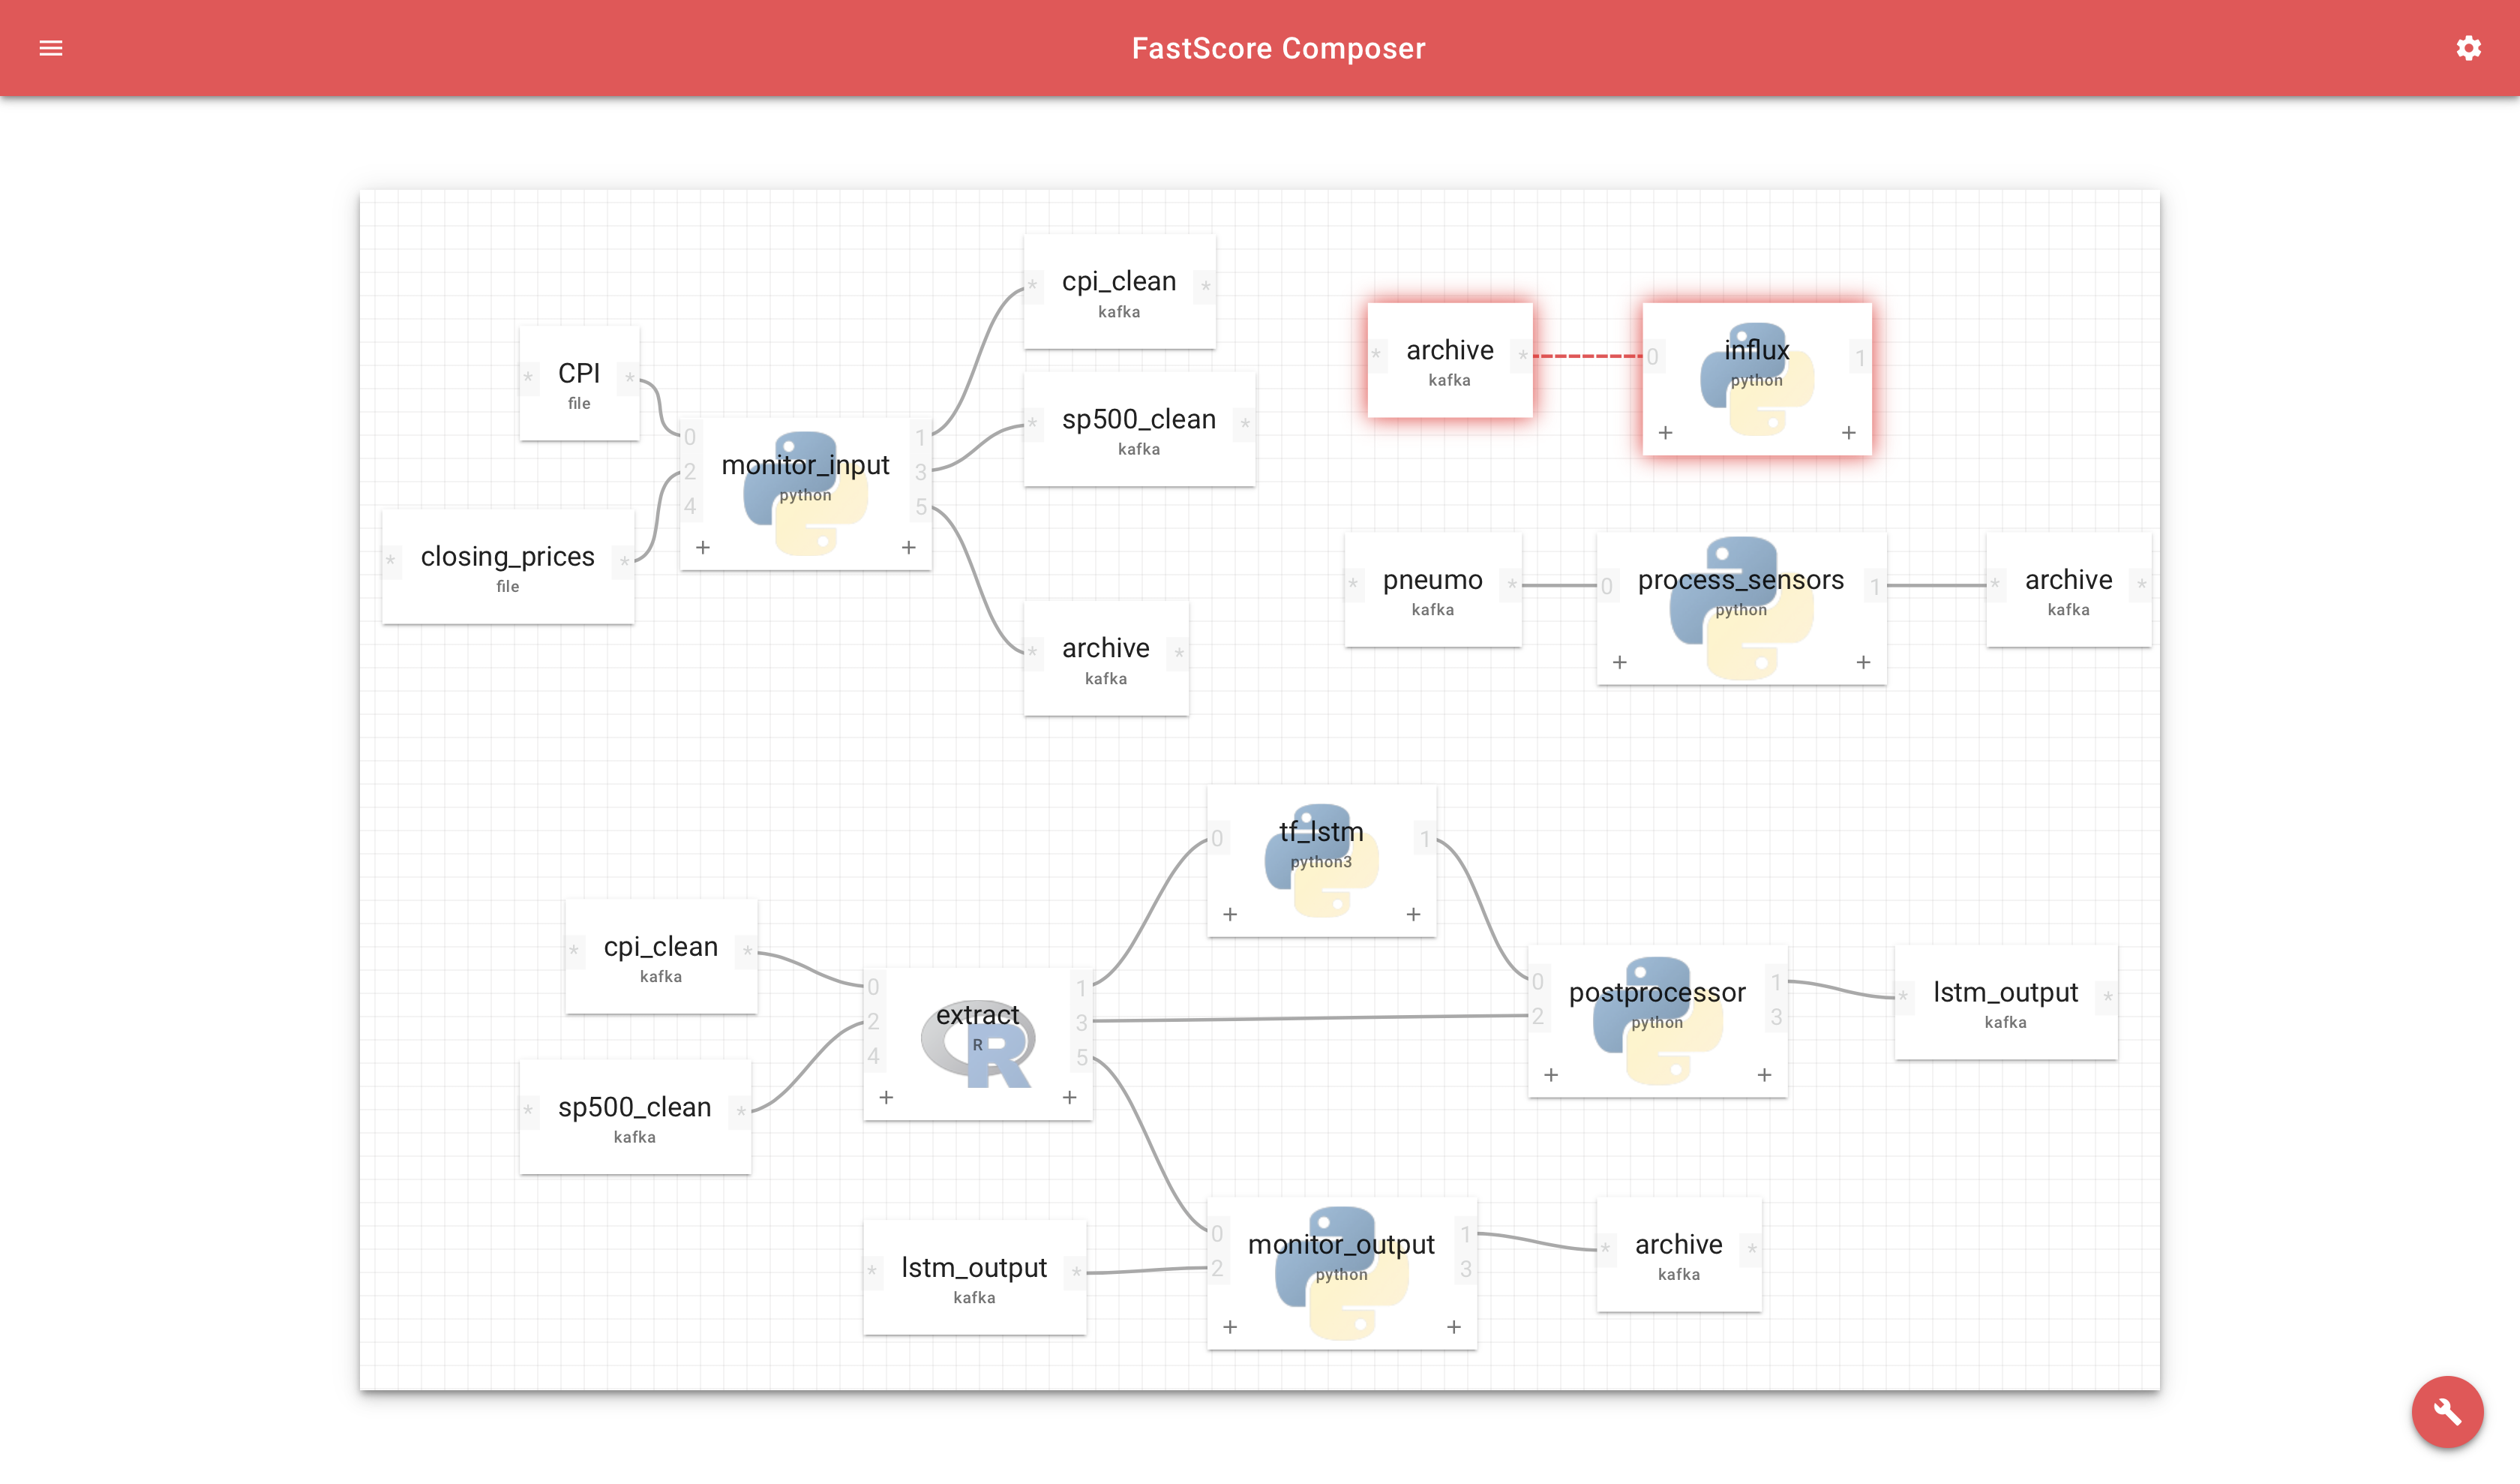 FastScore Composer
* CPI *
file
* closing_prices *
file
0 monitor_input 1
2 python 3
4 5
+ +
* cpi_clean *
kafka
* sp500_clean *
kafka
* archive *
kafka
* archive *
kafka
0 influx 1
python
+ +
* pneumo *
kafka
0 process_sensors 1
python
+ +
* archive *
kafka
* cpi_clean *
kafka
* sp500_clean *
kafka
0 extract 1
2 R 3
4 5
+ +
0 tf_lstm 1
python3
+ +
0 postprocessor 1
2 python 3
+ +
* lstm_output *
kafka
* lstm_output *
kafka
0 monitor_output 1
2 python 3
+ +
* archive *
kafka